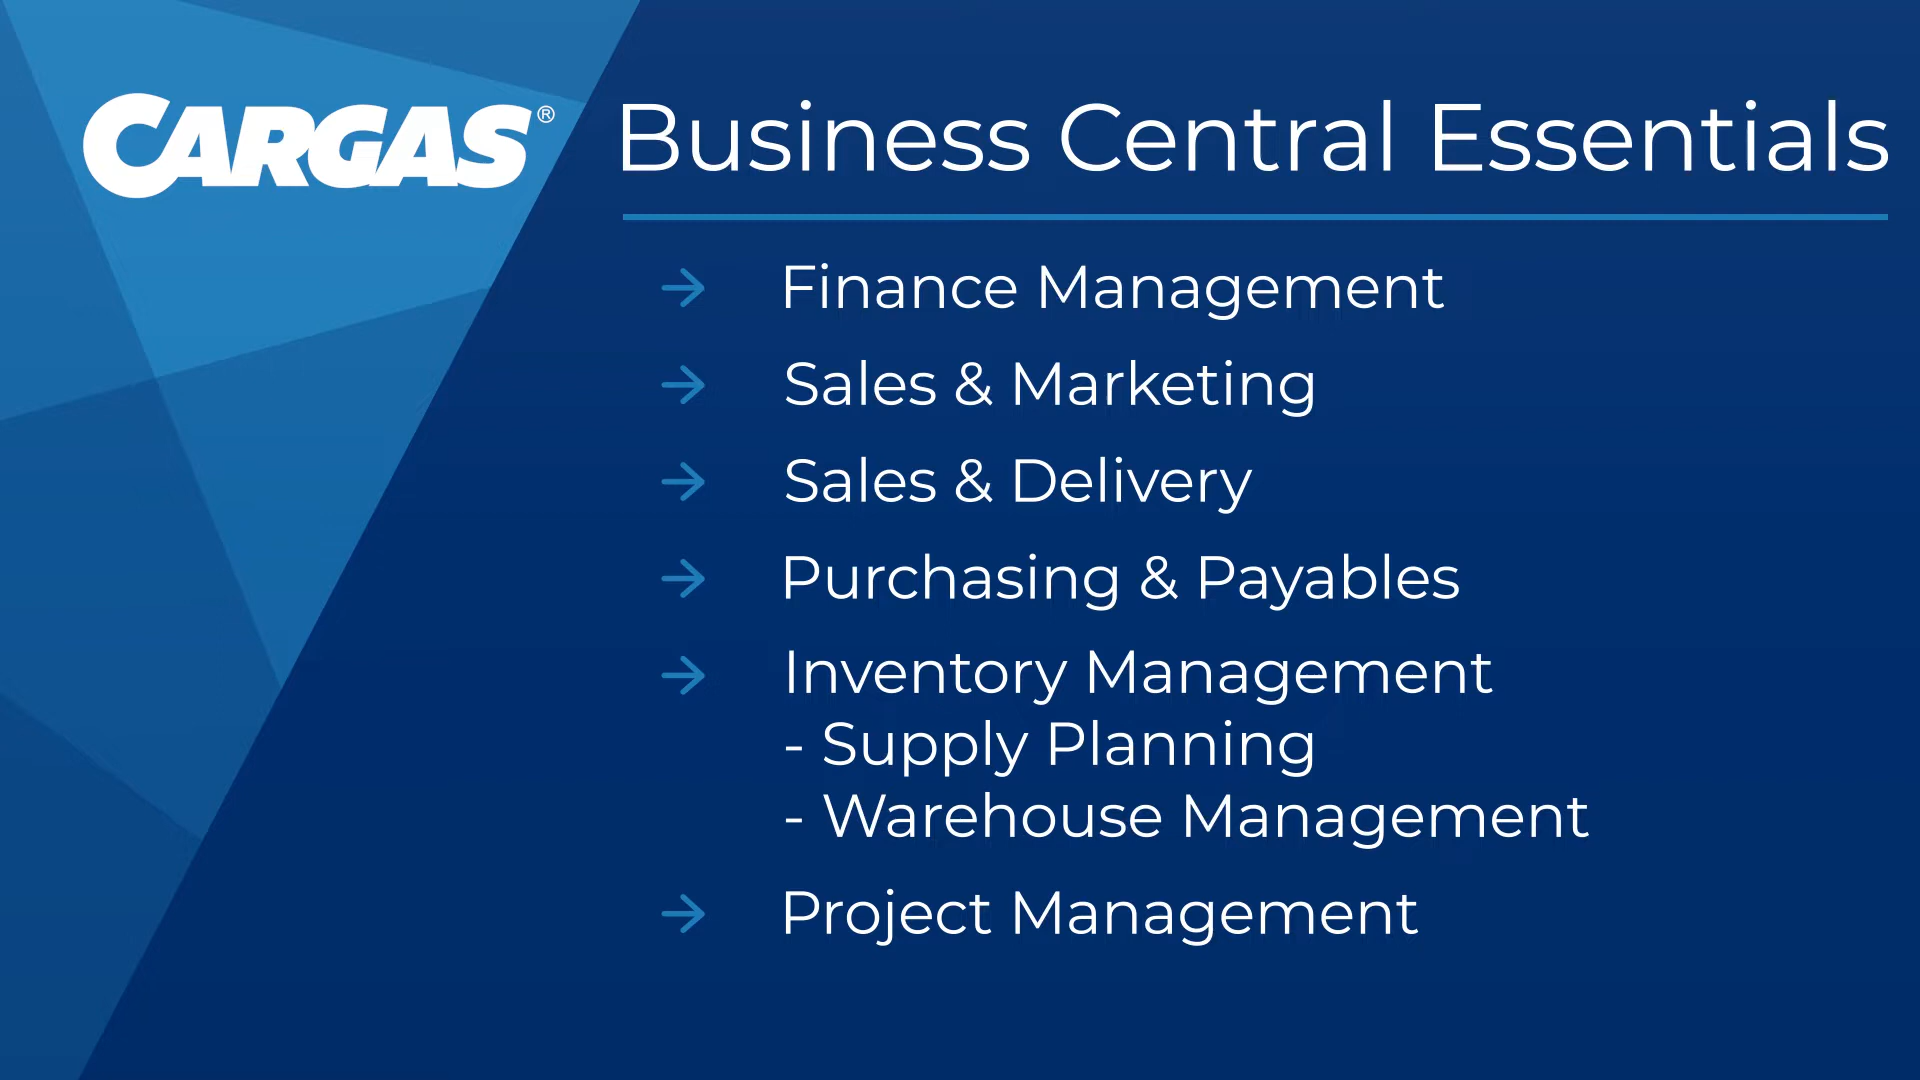 CARGAS®
Business Central Essentials
Finance Management
Sales & Marketing
Sales & Delivery
Purchasing & Payables
Inventory Management
- Supply Planning
- Warehouse Management
Project Management